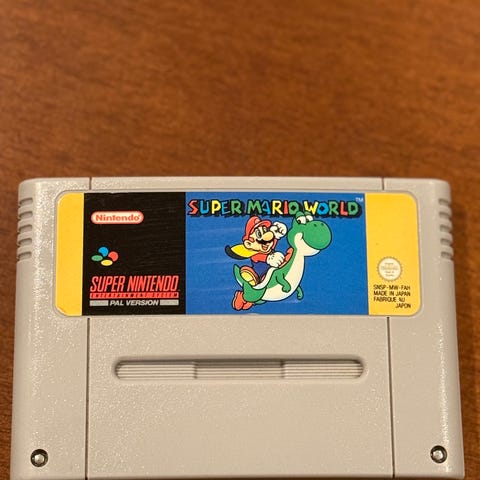 Nintendo
SUPER MARIO WORLD
TM
SUPER NINTENDO
ENTERTAINMENT SYSTEM
PAL VERSION
SNSP-MW-FAH
MADE IN JAPAN
FABRIQUE AU
JAPON